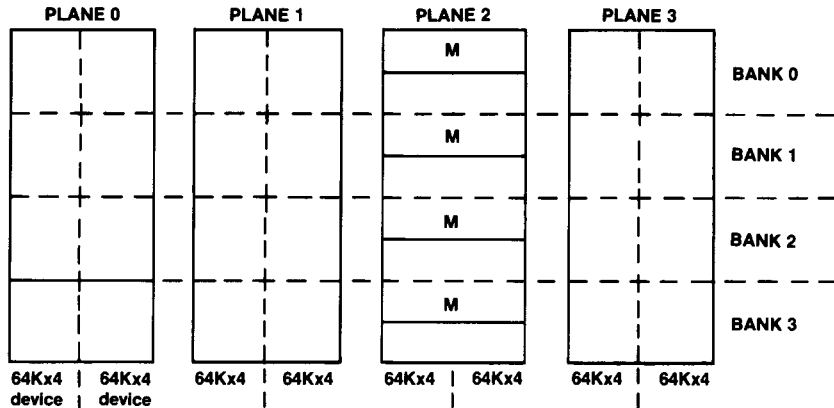 PLANE 0 PLANE 1 PLANE 2 PLANE 3
M
BANK 0
M
BANK 1
M
BANK 2
M
BANK 3
64Kx4 64Kx4 64Kx4 64Kx4 64Kx4 64Kx4 64Kx4 64Kx4
device device